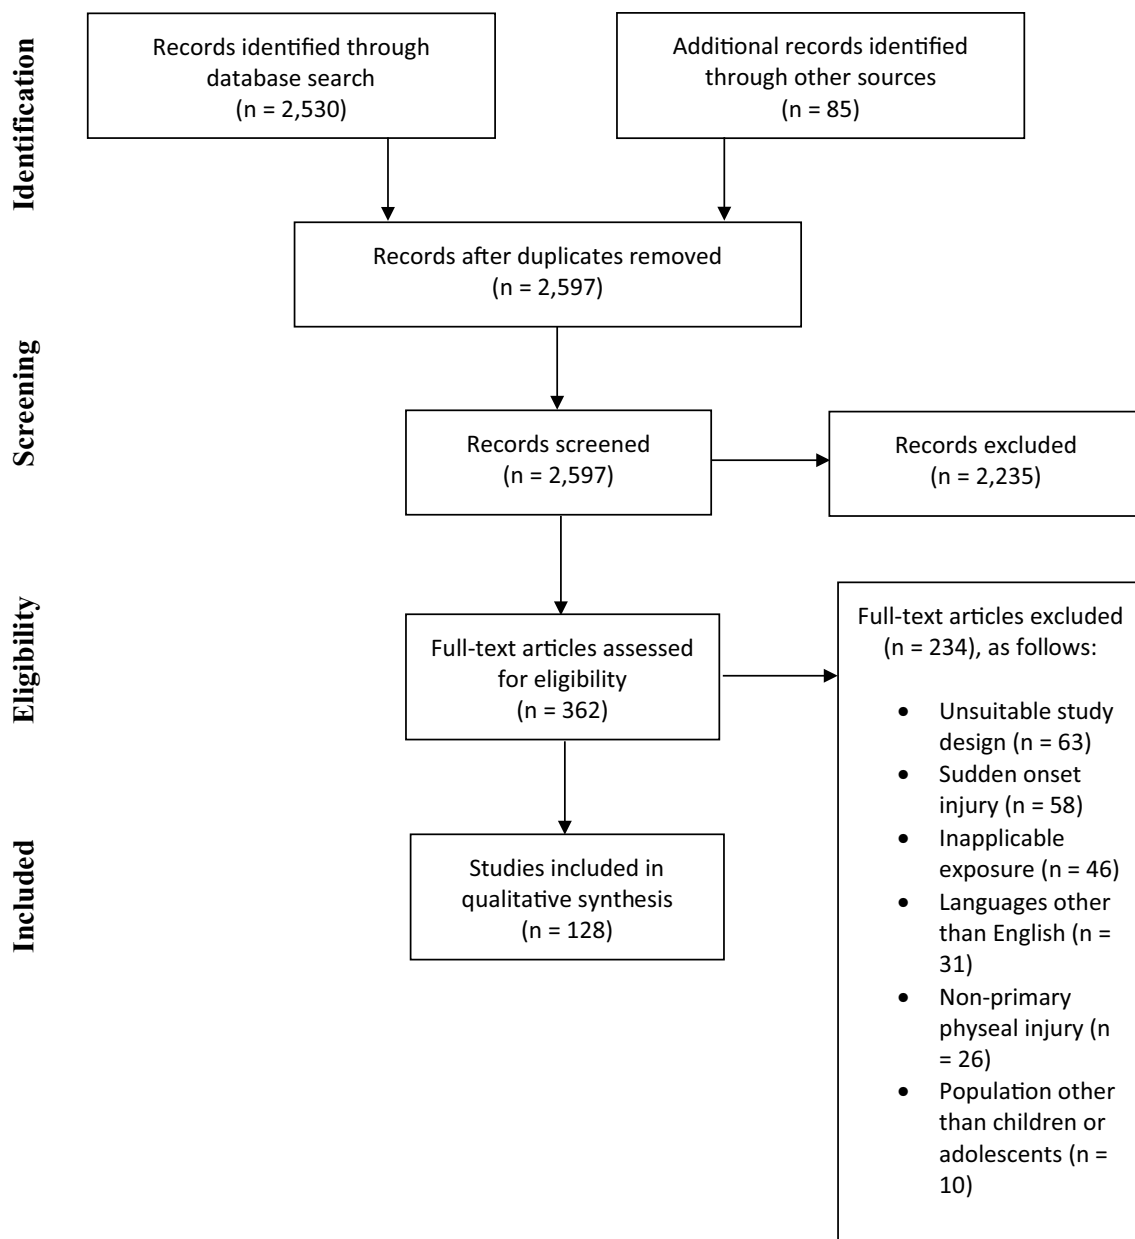 Identification
Records identified through
database search
(n = 2,530)
Additional records identified
through other sources
(n = 85)
Records after duplicates removed
(n = 2,597)
Screening
Records screened
(n = 2,597)
Records excluded
(n = 2,235)
Eligibility
Full-text articles assessed
for eligibility
(n = 362)
Full-text articles excluded
(n = 234), as follows:
• Unsuitable study
design (n = 63)
• Sudden onset
injury (n = 58)
• Inapplicable
exposure (n = 46)
• Languages other
than English (n =
31)
• Non-primary
physeal injury (n
= 26)
• Population other
than children or
adolescents (n =
10)
Included
Studies included in
qualitative synthesis
(n = 128)